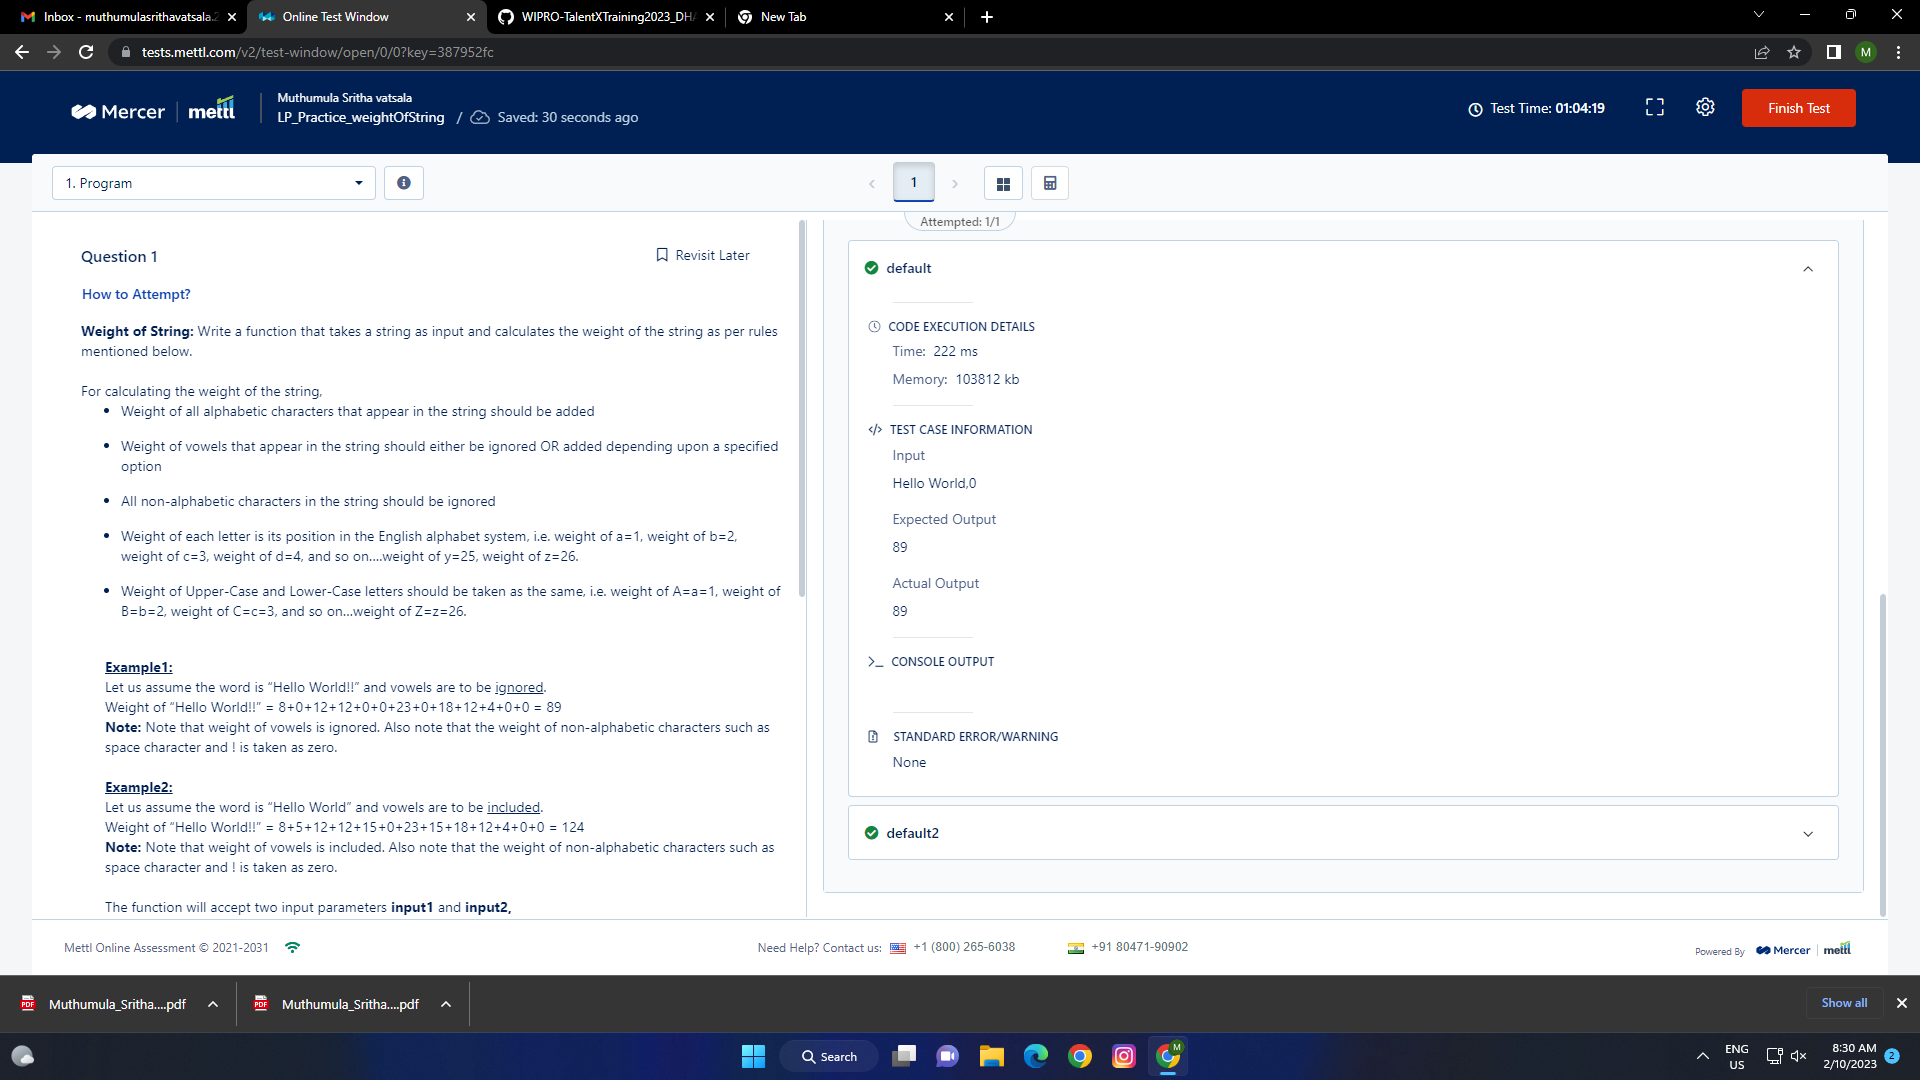 Inbox - muthumulasrithavatsala.2
Online Test Window
WIPRO-TalentXTraining2023_DHA
New Tab
tests.mettl.com/v2/test-window/open/0/0?key=387952fc
M
Mercer | mettl
Muthumula Sritha vatsala
LP_Practice_weightOfString / Saved: 30 seconds ago
Test Time: 01:04:19
Finish Test
1. Program
1
Attempted: 1/1
Question 1
Revisit Later
How to Attempt?
Weight of String: Write a function that takes a string as input and calculates the weight of the string as per rules
mentioned below.
For calculating the weight of the string,
• Weight of all alphabetic characters that appear in the string should be added
• Weight of vowels that appear in the string should either be ignored OR added depending upon a specified
option
• All non-alphabetic characters in the string should be ignored
• Weight of each letter is its position in the English alphabet system, i.e. weight of a=1, weight of b=2,
weight of c=3, weight of d=4, and so on....weight of y=25, weight of z=26.
• Weight of Upper-Case and Lower-Case letters should be taken as the same, i.e. weight of A=a=1, weight of
B=b=2, weight of C=c=3, and so on...weight of Z=z=26.
Example1:
Let us assume the word is “Hello World!!” and vowels are to be ignored.
Weight of “Hello World!!” = 8+0+12+12+0+0+23+0+18+12+4+0+0 = 89
Note: Note that weight of vowels is ignored. Also note that the weight of non-alphabetic characters such as
space character and ! is taken as zero.
Example2:
Let us assume the word is “Hello World” and vowels are to be included.
Weight of “Hello World!!” = 8+5+12+12+15+0+23+15+18+12+4+0+0 = 124
Note: Note that weight of vowels is included. Also note that the weight of non-alphabetic characters such as
space character and ! is taken as zero.
The function will accept two input parameters input1 and input2,
default
CODE EXECUTION DETAILS
Time: 222 ms
Memory: 103812 kb
</> TEST CASE INFORMATION
Input
Hello World,0
Expected Output
89
Actual Output
89
>_ CONSOLE OUTPUT
STANDARD ERROR/WARNING
None
default2
Mettl Online Assessment © 2021-2031
Need Help? Contact us: +1 (800) 265-6038
+91 80471-90902
Powered By Mercer | mettl
Muthumula_Sritha....pdf
Muthumula_Sritha....pdf
Show all
Search
M
ENG
US
8:30 AM
2/10/2023
2